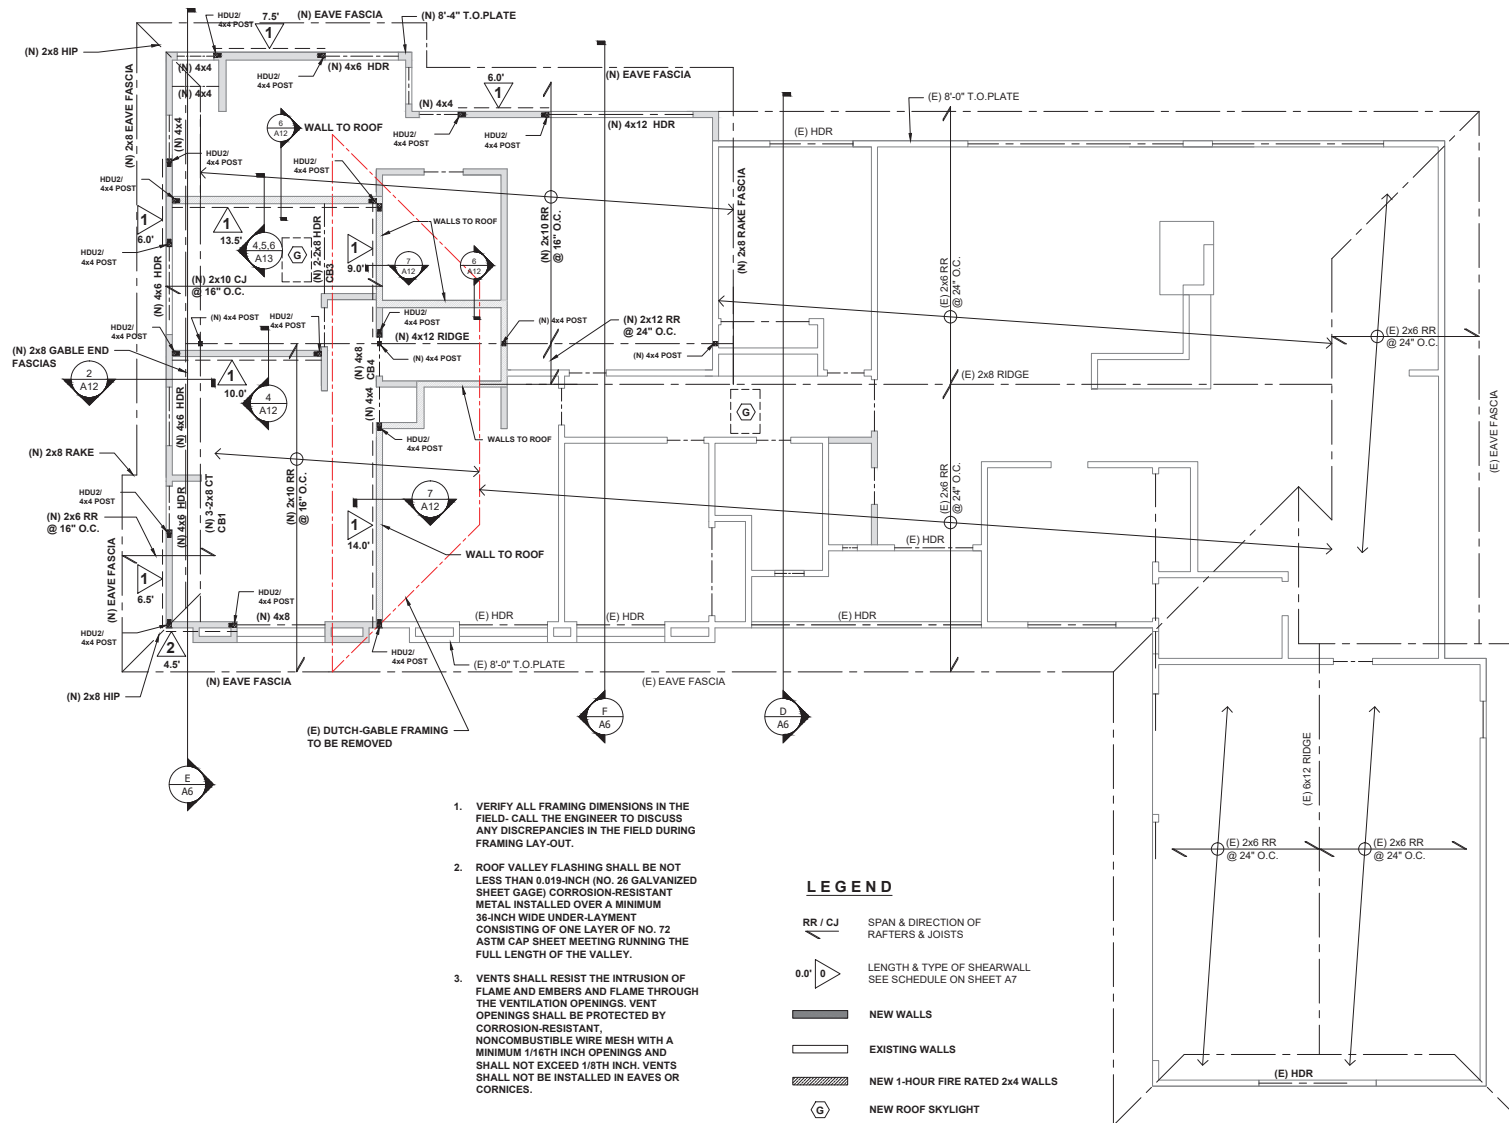 HDU2/
4x4 POST
7.5'
1
(N) EAVE FASCIA
(N) 8'-4" T.O.PLATE
(N) 2x8 HIP
(N) 4x4
HDU2/
4x4 POST
(N) 4x6 HDR
(N) 4x4
(N) 2x8 EAVE FASCIA
(N) 4x4
6.0'
1
(N) EAVE FASCIA
(N) 4x4
(N) 4x12 HDR
HDU2/
4x4 POST
HDU2/
4x4 POST
(E) 8'-0" T.O.PLATE
(E) HDR
6
A12
WALL TO ROOF
HDU2/
4x4 POST
HDU2/
4x4 POST
HDU2/
4x4 POST
1
6.0'
1
13.5'
HDU2/
4x4 POST
4,5,6
A13
G
(N) 2-2x8 HDR
CB3
1
9.0'
WALLS TO ROOF
7
A12
6
A12
(N) 2x10 RR
@ 16" O.C.
(N) 2x8 RAKE FASCIA
(N) 4x6 HDR
(N) 2x10 CJ
@ 16" O.C.
(E) 2x6 RR
@ 24" O.C.
HDU2/
4x4 POST
(N) 4x4 POST
HDU2/
4x4 POST
HDU2/
4x4 POST
(N) 4x12 RIDGE
(N) 4x4 POST
(N) 4x4 POST
(N) 2x12 RR
@ 24" O.C.
(N) 4x4 POST
(E) 2x6 RR
@ 24" O.C.
(N) 2x8 GABLE END
FASCIAS
2
A12
1
10.0'
4
A12
(N) 4x8
CB4
(N) 4x4
(E) 2x8 RIDGE
G
(E) EAVE FASCIA
(N) 4x6 HDR
HDU2/
4x4 POST
WALLS TO ROOF
(N) 2x8 RAKE
HDU2/
4x4 POST
(N) 2x6 RR
@ 16" O.C.
(N) 4x6 HDR
(N) 3-2x8 CT
CB1
(N) 2x10 RR
@ 16" O.C.
7
A12
1
14.0'
WALL TO ROOF
(E) 2x6 RR
@ 24" O.C.
(E) HDR
(N) EAVE FASCIA
1
6.5'
HDU2/
4x4 POST
(N) 4x8
HDU2/
4x4 POST
2
4.5'
HDU2/
4x4 POST
(E) HDR
(E) HDR
(E) HDR
(E) 8'-0" T.O.PLATE
(N) 2x8 HIP
(N) EAVE FASCIA
(E) EAVE FASCIA
(E) DUTCH-GABLE FRAMING
TO BE REMOVED
F
A6
D
A6
E
A6
(E) 6x12 RIDGE
(E) 2x6 RR
@ 24" O.C.
(E) 2x6 RR
@ 24" O.C.
(E) HDR
1. VERIFY ALL FRAMING DIMENSIONS IN THE
FIELD- CALL THE ENGINEER TO DISCUSS
ANY DISCREPANCIES IN THE FIELD DURING
FRAMING LAY-OUT.
2. ROOF VALLEY FLASHING SHALL BE NOT
LESS THAN 0.019-INCH (NO. 26 GALVANIZED
SHEET GAGE) CORROSION-RESISTANT
METAL INSTALLED OVER A MINIMUM
36-INCH WIDE UNDER-LAYMENT
CONSISTING OF ONE LAYER OF NO. 72
ASTM CAP SHEET MEETING RUNNING THE
FULL LENGTH OF THE VALLEY.
3. VENTS SHALL RESIST THE INTRUSION OF
FLAME AND EMBERS AND FLAME THROUGH
THE VENTILATION OPENINGS. VENT
OPENINGS SHALL BE PROTECTED BY
CORROSION-RESISTANT,
NONCOMBUSTIBLE WIRE MESH WITH A
MINIMUM 1/16TH INCH OPENINGS AND
SHALL NOT EXCEED 1/8TH INCH. VENTS
SHALL NOT BE INSTALLED IN EAVES OR
CORNICES.
LEGEND
RR / CJ SPAN & DIRECTION OF
RAFTERS & JOISTS
0.0' 0 LENGTH & TYPE OF SHEARWALL
SEE SCHEDULE ON SHEET A7
NEW WALLS
EXISTING WALLS
NEW 1-HOUR FIRE RATED 2x4 WALLS
G NEW ROOF SKYLIGHT